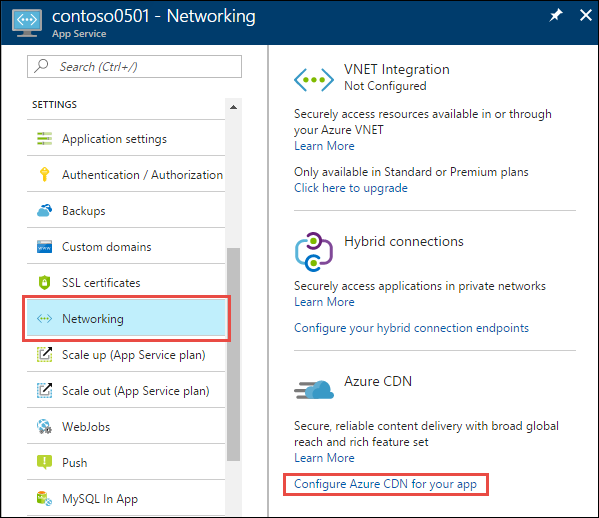 contoso0501 - Networking
App Service
Search (Ctrl+/)
SETTINGS
Application settings
Authentication / Authorization
Backups
Custom domains
SSL certificates
Networking
Scale up (App Service plan)
Scale out (App Service plan)
WebJobs
Push
MySQL In App
VNET Integration
Not Configured
Securely access resources available in or through
your Azure VNET
Learn More
Only available in Standard or Premium plans
Click here to upgrade
Hybrid connections
Securely access applications in private networks
Learn More
Configure your hybrid connection endpoints
Azure CDN
Secure, reliable content delivery with broad global
reach and rich feature set
Learn More
Configure Azure CDN for your app